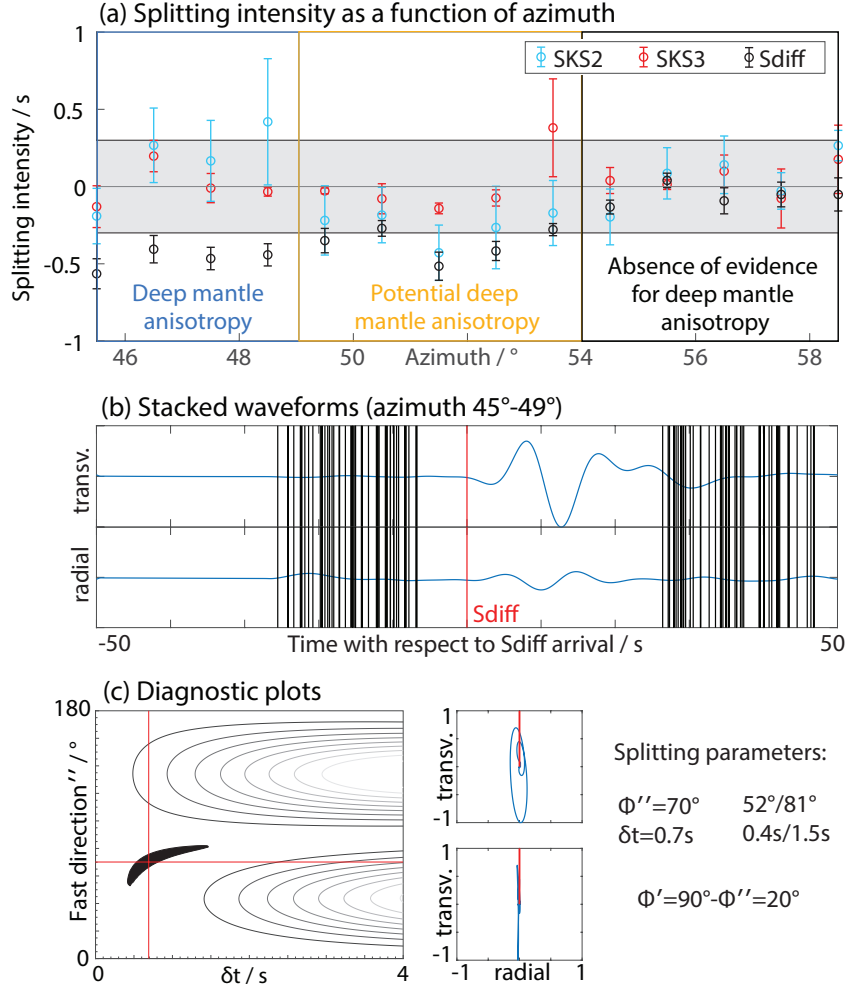 (a) Splitting intensity as a function of azimuth
1
0.5
0
-0.5
-1
Splitting intensity / s
SKS2 SKS3 Sdiff
Deep mantle
anisotropy
Potential deep
mantle anisotropy
Absence of evidence
for deep mantle
anisotropy
46 48 50 52 54 56 58
Azimuth / °
(b) Stacked waveforms (azimuth 45°-49°)
transv.
radial
Sdiff
-50 50
Time with respect to Sdiff arrival / s
(c) Diagnostic plots
180
0
Fast direction'' / °
0 4
δt / s
1
-1
transv.
1
-1
transv.
-1 1
radial
Splitting parameters:
Φ''=70° 52°/81°
δt=0.7s 0.4s/1.5s
Φ'=90°-Φ''=20°